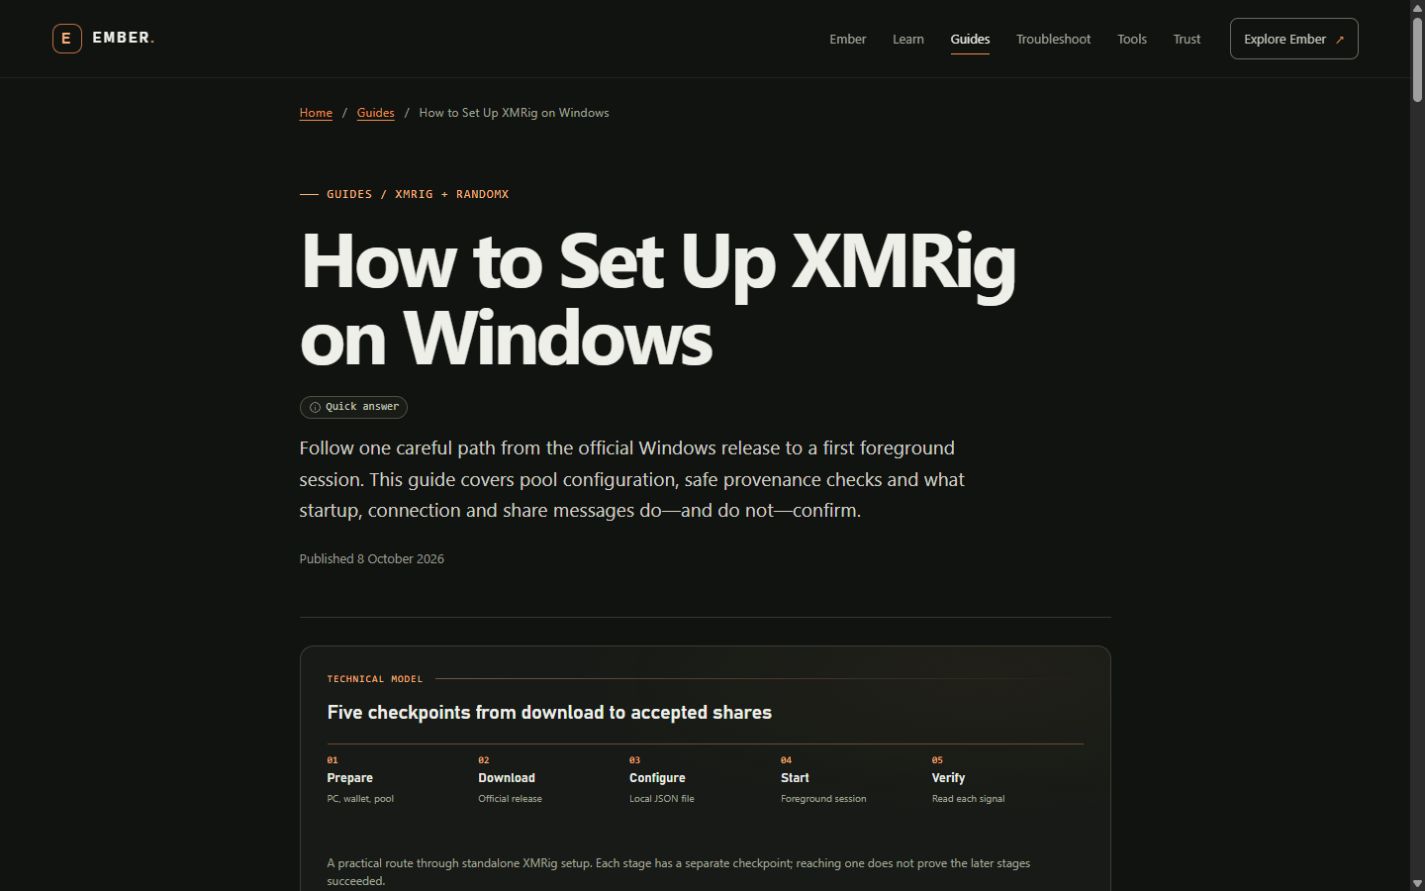 E EMBER.
Ember Learn Guides Troubleshoot Tools Trust Explore Ember ↗
Home / Guides / How to Set Up XMRig on Windows
GUIDES / XMRIG + RANDOMX
How to Set Up XMRig
on Windows
Quick answer
Follow one careful path from the official Windows release to a first foreground
session. This guide covers pool configuration, safe provenance checks and what
startup, connection and share messages do—and do not—confirm.
Published 8 October 2026
TECHNICAL MODEL
Five checkpoints from download to accepted shares
01 02 03 04 05
Prepare Download Configure Start Verify
PC, wallet, pool Official release Local JSON file Foreground session Read each signal
A practical route through standalone XMRig setup. Each stage has a separate checkpoint; reaching one does not prove the later stages
succeeded.